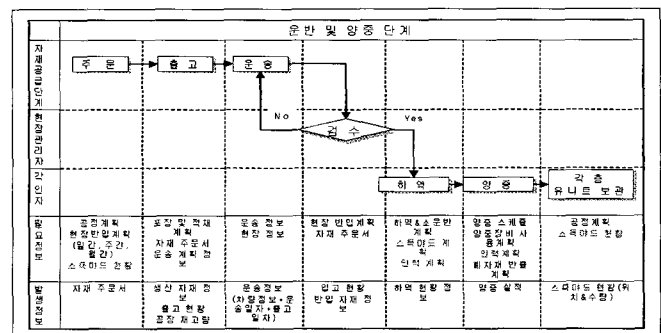 운 반 및 양 중 단 계
자재공급단계
주 문
출 고
운 송
현장관리자
No
Yes
검 수
각인자
하 역
양 중
각 층
유니트 보관
필요정보
공정계획
현장반입계획
(일간, 주간,
월간)
스톡야드 현황
포장 및 적재
계획
자재 주문서
운송 계획 정
보
운송 정보
현장 정보
현장 반입계획
자재 주문서
하역&소운반
계획
스톡야드 계
획
인력 계획
양중 스케쥴
양중장비 사
용계획
인력계획
폐자재 반출
계획
공정계획
스톡야드 현황
발생정보
자재 주문서
생산 자재 정
보
출고 현황
공장 재고량
운송정보
(차량정보·운
송일자·출고
일자)
입고 현황
반입 자재 정
보
하역 현황 정
보
양중 실적
스톡야드 현황(위
치&수량)